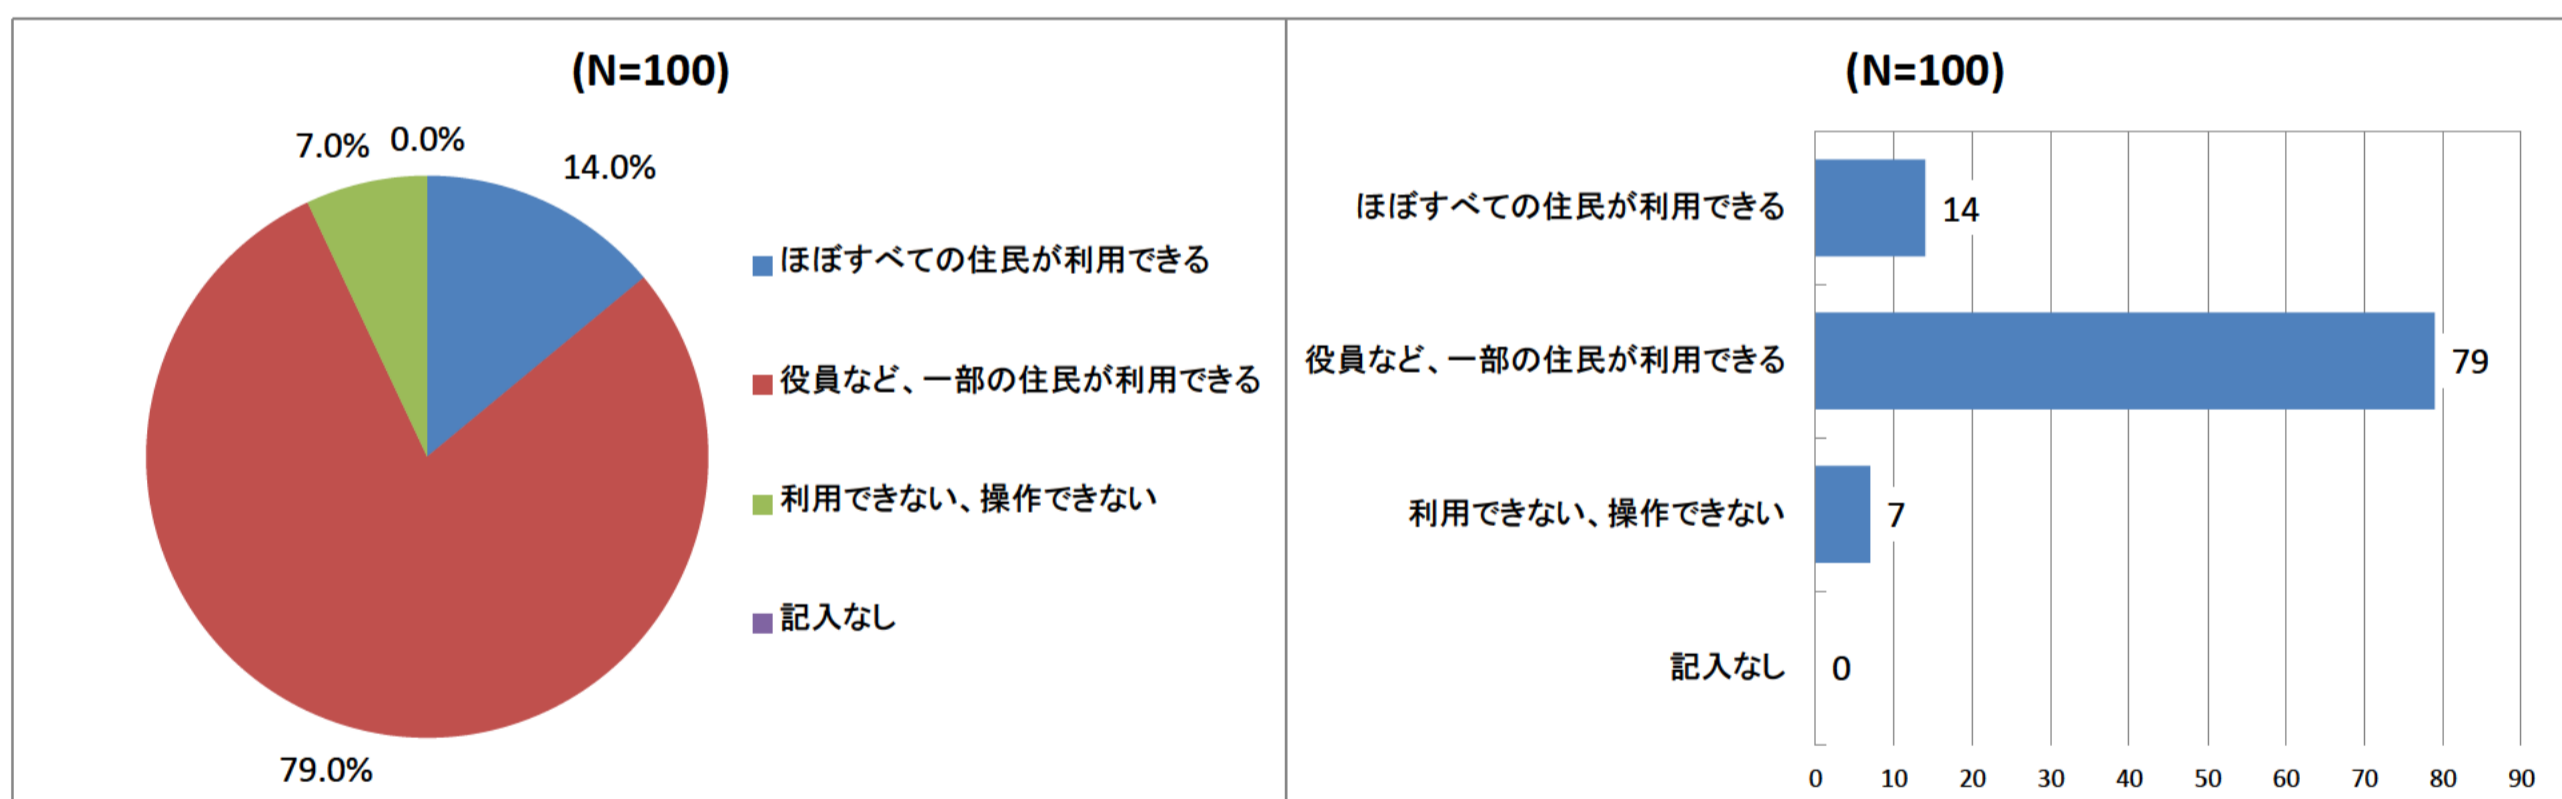 (N=100)
7.0%
0.0%
14.0%
79.0%
ほぼすべての住民が利用できる
役員など、一部の住民が利用できる
利用できない、操作できない
記入なし
(N=100)
ほぼすべての住民が利用できる
14
役員など、一部の住民が利用できる
79
利用できない、操作できない
7
記入なし
0
0 10 20 30 40 50 60 70 80 90